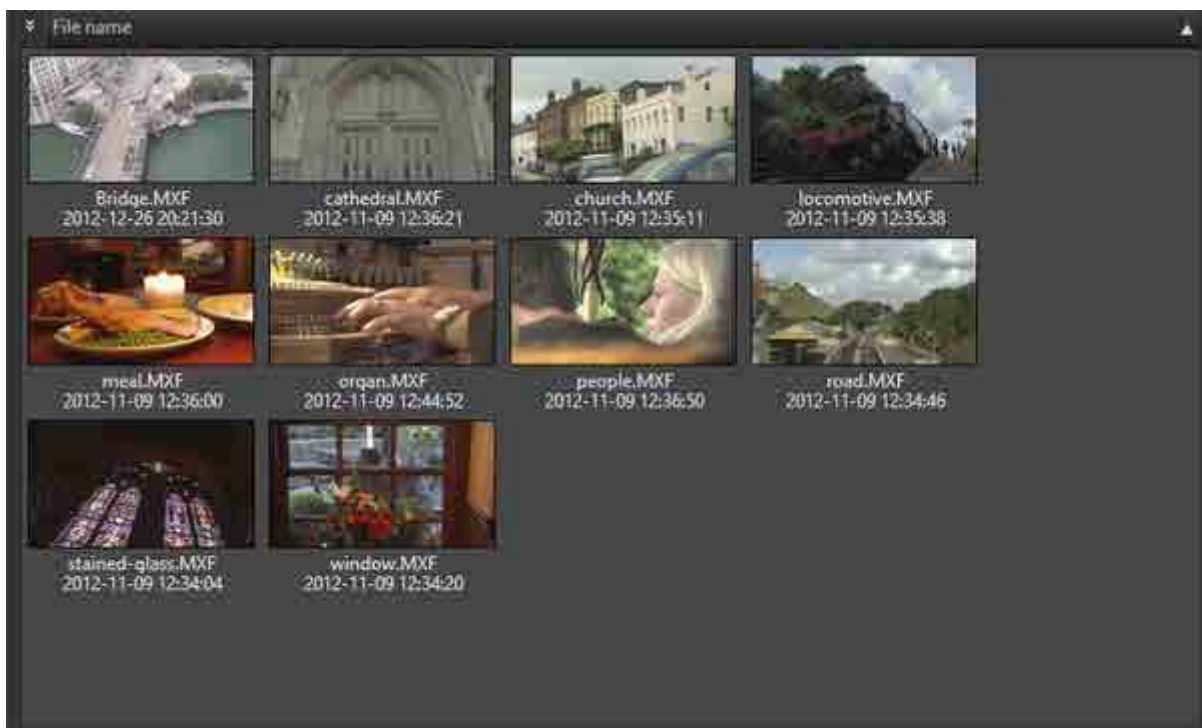 File name
Bridge.MXF
2012-12-26 20:21:30
cathedral.MXF
2012-11-09 12:36:21
church.MXF
2012-11-09 12:35:11
locomotive.MXF
2012-11-09 12:35:38
meal.MXF
2012-11-09 12:36:00
organ.MXF
2012-11-09 12:44:52
people.MXF
2012-11-09 12:36:50
road.MXF
2012-11-09 12:34:46
stained-glass.MXF
2012-11-09 12:34:04
window.MXF
2012-11-09 12:34:20